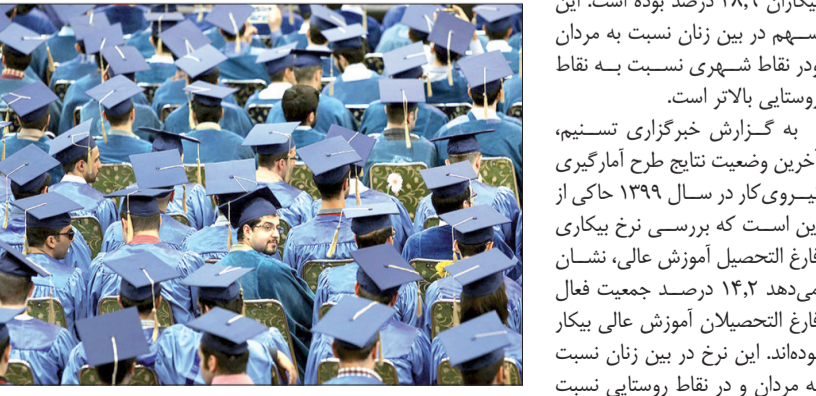 بیکاران ۳۸٫۹ درصد بوده است. این
سهم در بین زنان نسبت به مردان
ودر نقاط شهری نسبت به نقاط
روستایی بالاتر است.
به گزارش خبرگزاری تسنیم،
آخرین وضعیت نتایج طرح آمارگیری
نیروی‌کار در سال ۱۳۹۹ حاکی از
این است که بررسی نرخ بیکاری
فارغ التحصیل آموزش عالی، نشان
می‌دهد ۱۴٫۲ درصد جمعیت فعال
فارغ التحصیلان آموزش عالی بیکار
بوده‌اند. این نرخ در بین زنان نسبت
به مردان و در نقاط روستایی نسبت